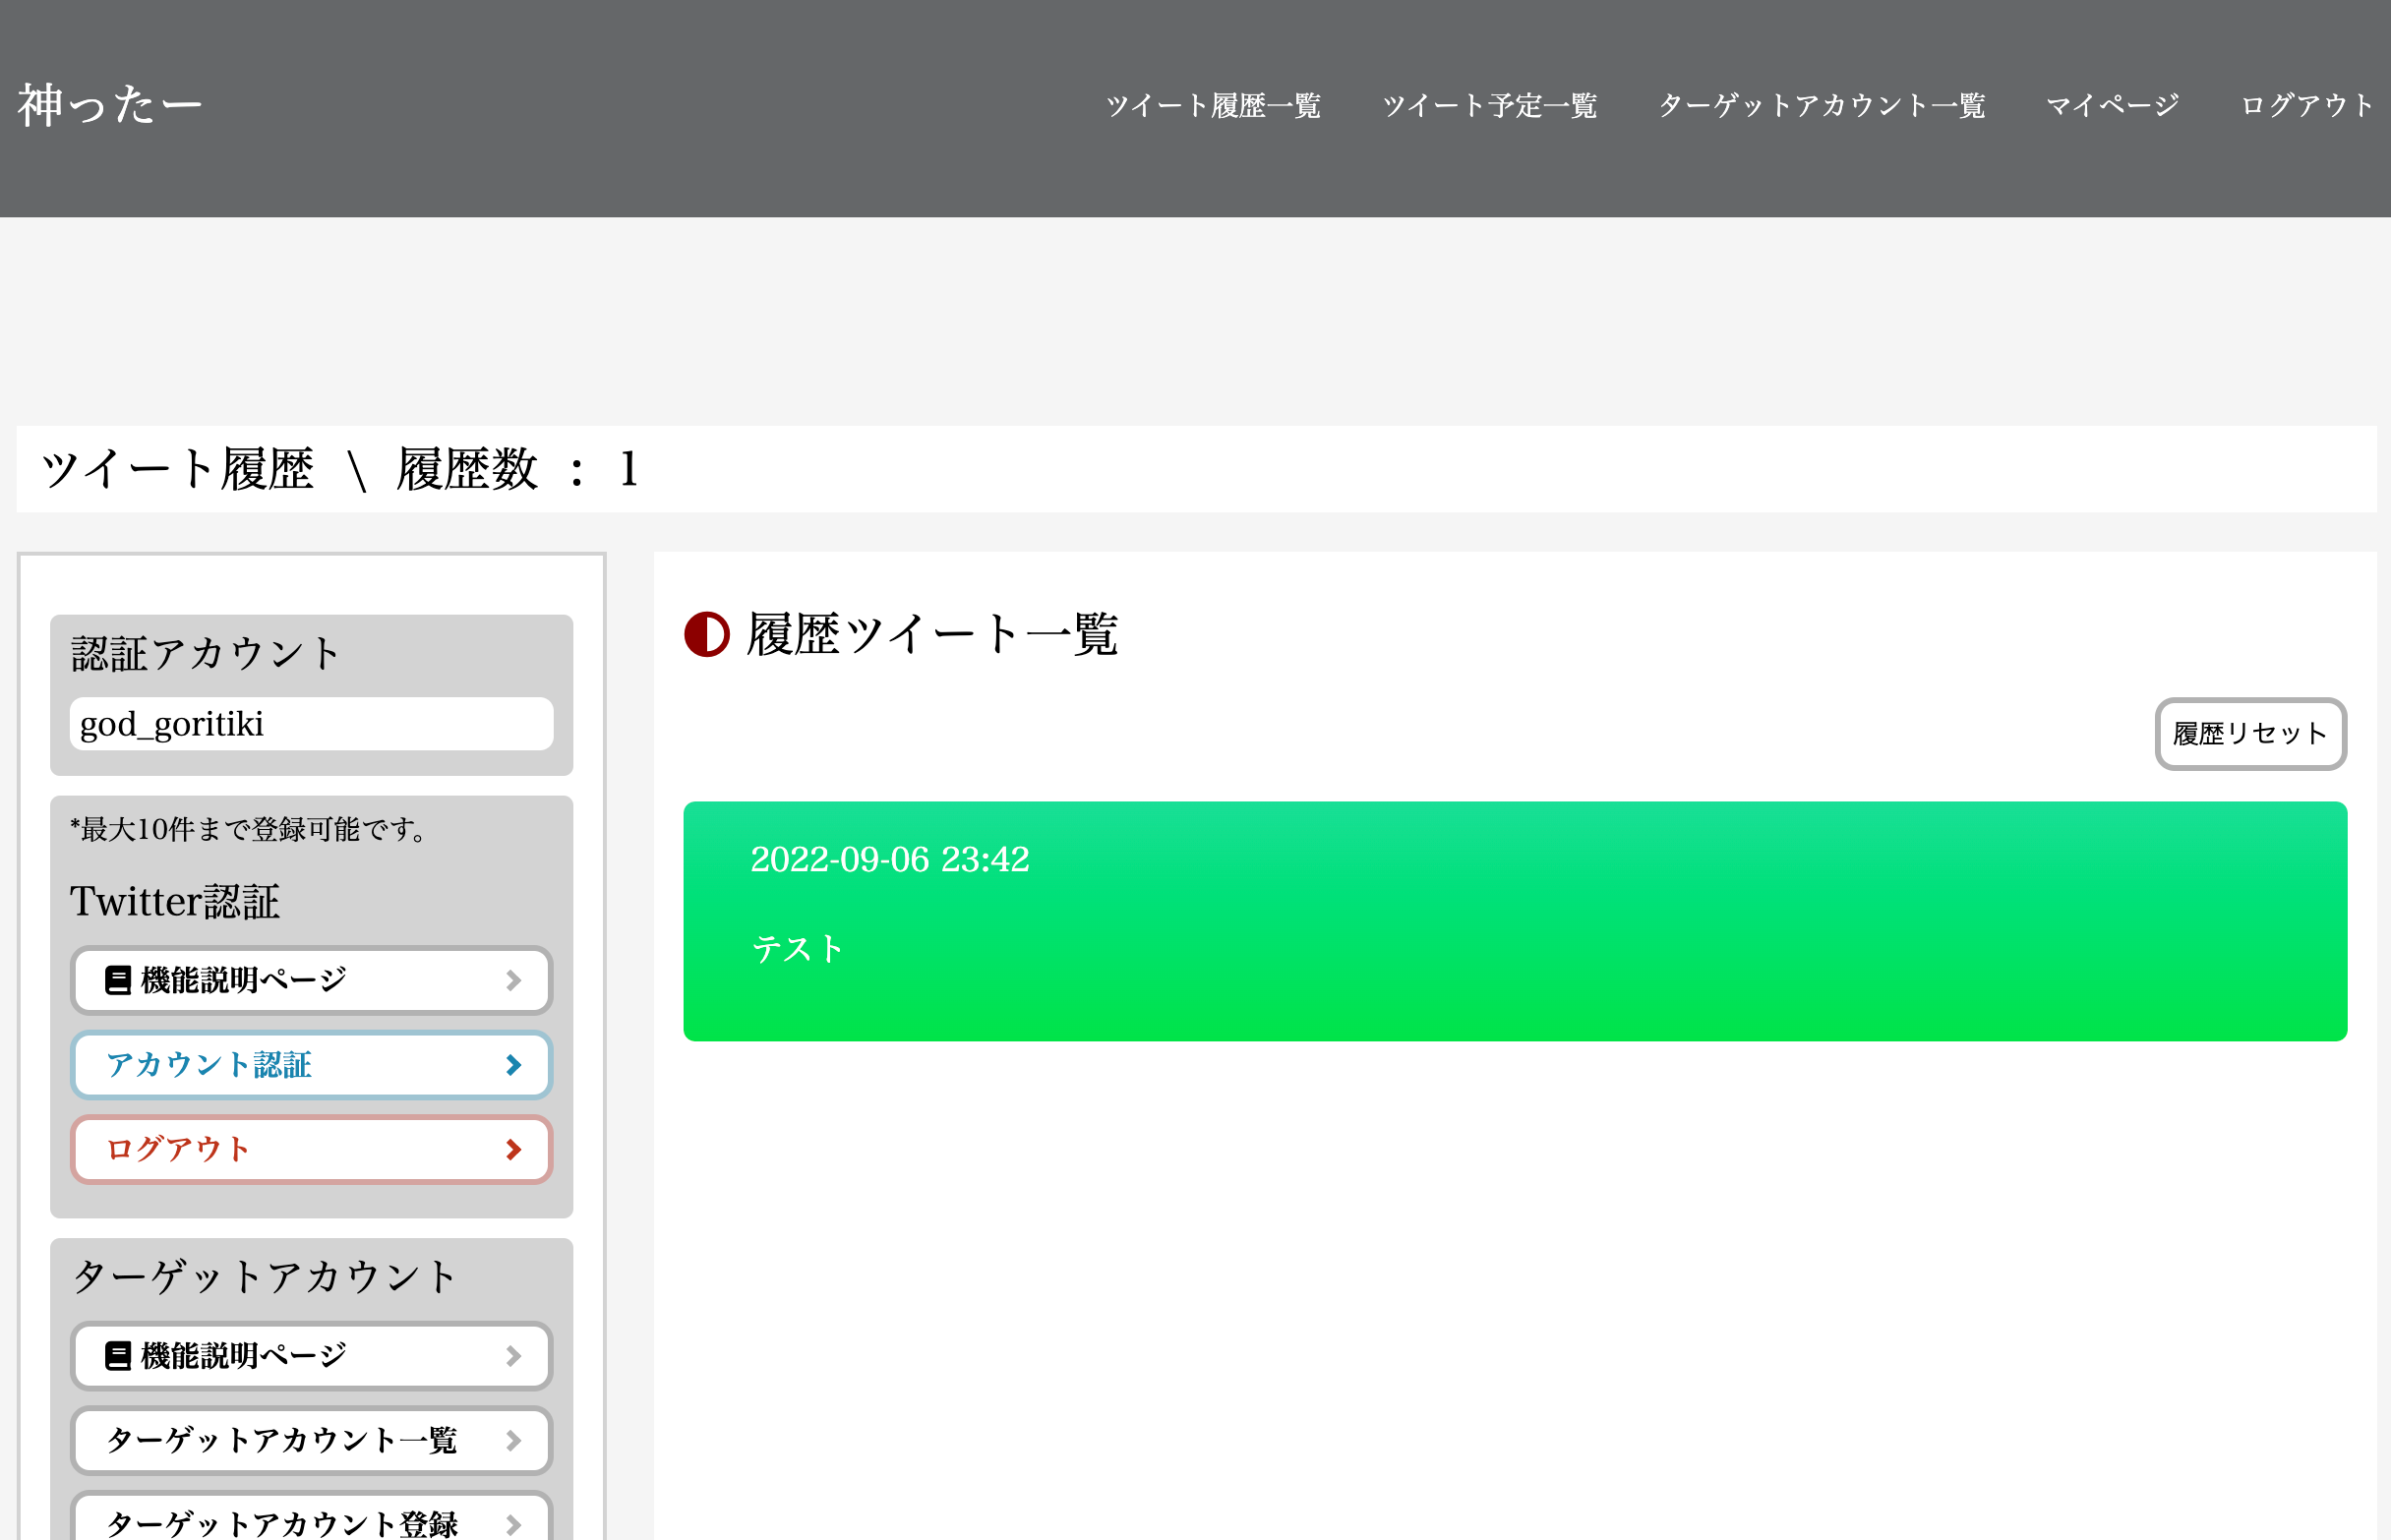 神ったー
ツイート履歴一覧 ツイート予定一覧 ターゲットアカウント一覧 マイページ ログアウト
ツイート履歴 \ 履歴数 : 1
認証アカウント
god_goritiki
*最大10件まで登録可能です。
Twitter認証
機能説明ページ
アカウント認証
ログアウト
ターゲットアカウント
機能説明ページ
ターゲットアカウント一覧
ターゲットアカウント登録
履歴ツイート一覧
履歴リセット
2022-09-06 23:42
テスト